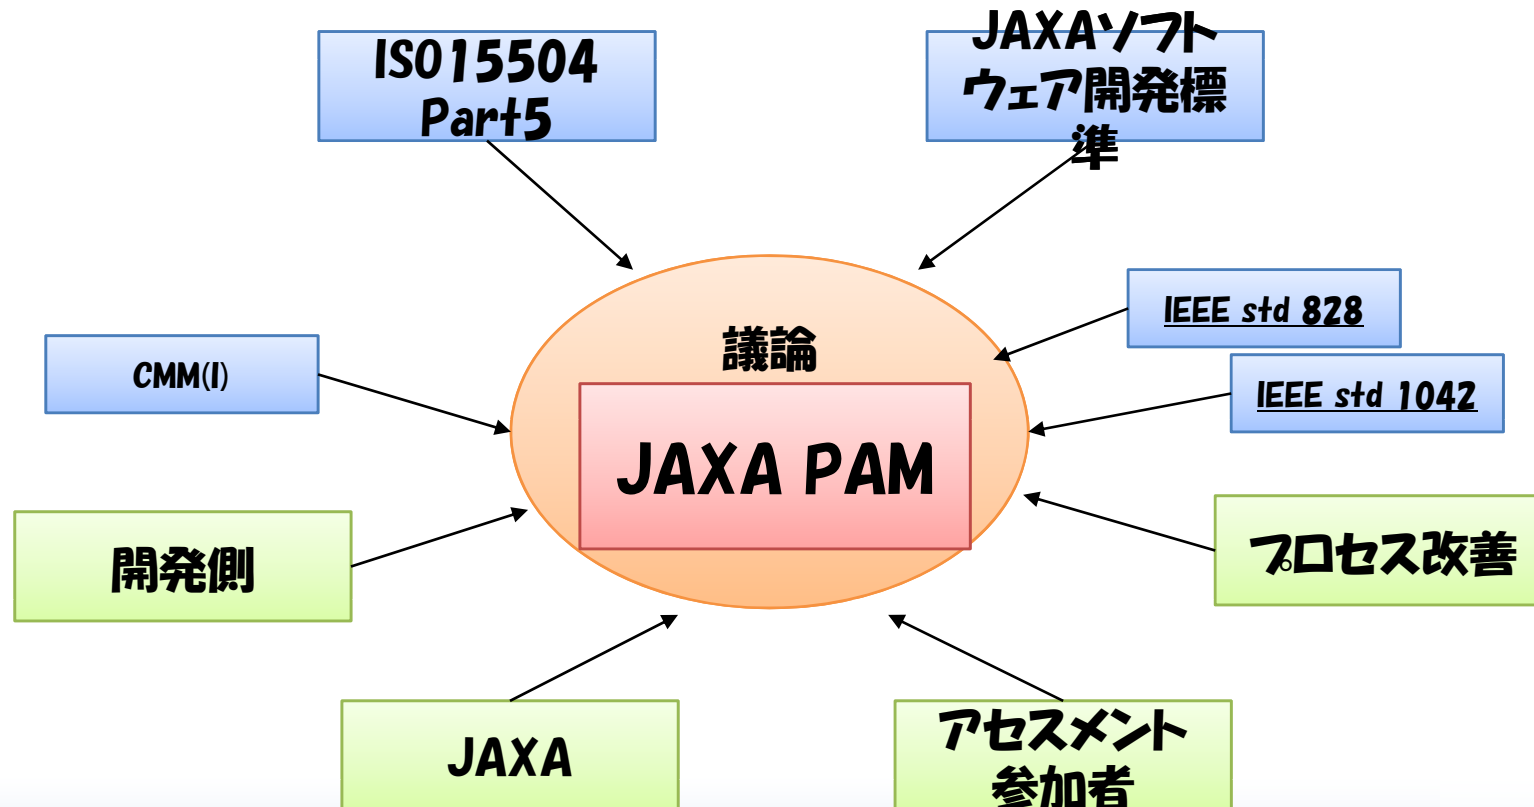 ISO15504
Part5
JAXAソフト
ウェア開発標
準
IEEE std 828
議論
CMM(I)
IEEE std 1042
JAXA PAM
プロセス改善
開発側
JAXA
アセスメント
参加者